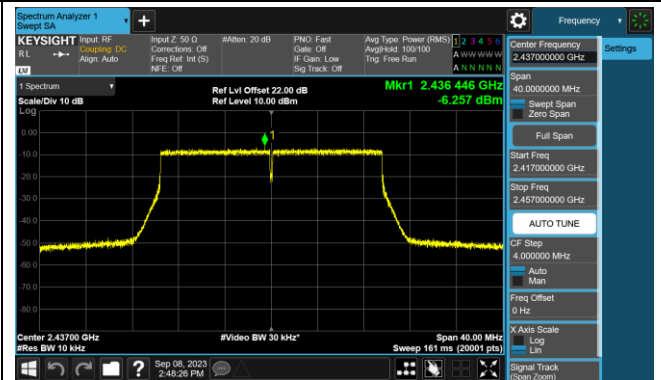 Spectrum Analyzer 1
Swept SA
Frequency
KEYSIGHT
Input: RF
Input Z: 50 Ω
#Atten: 20 dB
PNO: Fast
Avg Type: Power (RMS)
1 2 3 4 5 6
RL
Coupling: DC
Corrections: Off
Gate: Off
Avg|Hold: 100/100
A W W W W W
Align: Auto
Freq Ref: Int (S)
IF Gain: Low
Trig: Free Run
NFE: Off
Sig Track: Off
A N N N N N
LXI
Center Frequency
2.437000000 GHz
Settings
Span
40.0000000 MHz
Swept Span
Zero Span
Full Span
Start Freq
2.417000000 GHz
Stop Freq
2.457000000 GHz
AUTO TUNE
CF Step
4.000000 MHz
Auto
Man
Freq Offset
0 Hz
X Axis Scale
Log
Lin
Signal Track
(Span Zoom)
1 Spectrum
Scale/Div 10 dB
Ref Lvl Offset 22.00 dB
Ref Level 10.00 dBm
Mkr1 2.436 446 GHz
-6.257 dBm
Log
1
0.00
-10.0
-20.0
-30.0
-40.0
-50.0
-60.0
-70.0
-80.0
Center 2.43700 GHz
#Video BW 30 kHz*
Span 40.00 MHz
#Res BW 10 kHz
Sweep 161 ms (20001 pts)
Sep 08, 2023
2:48:26 PM